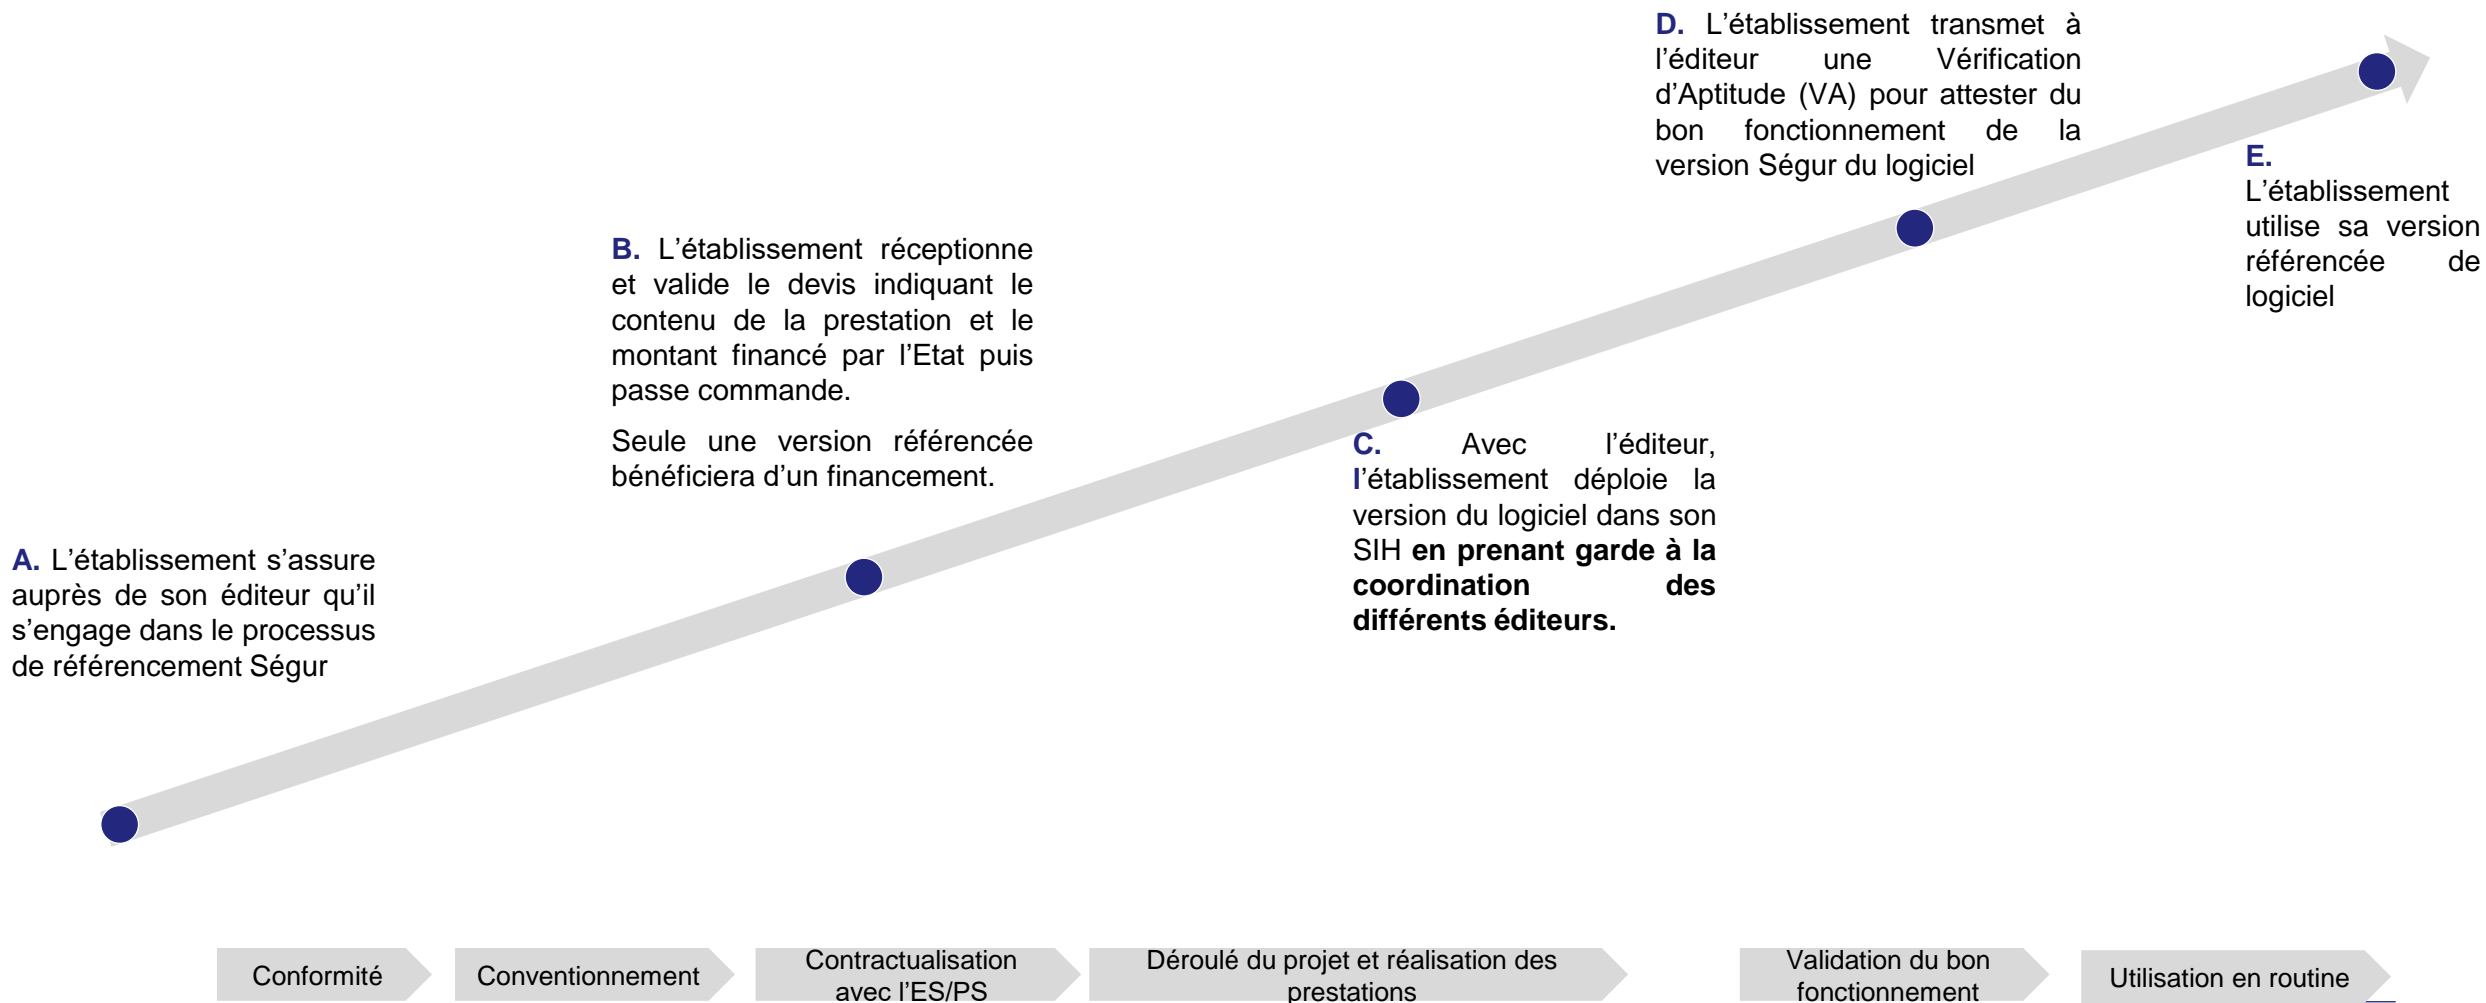 A. L’établissement s’assure
auprès de son éditeur qu’il
s’engage dans le processus
de référencement Ségur
B. L’établissement réceptionne
et valide le devis indiquant le
contenu de la prestation et le
montant financé par l’Etat puis
passe commande.
Seule une version référencée
bénéficiera d’un financement.
C. Avec l’éditeur,
l’établissement déploie la
version du logiciel dans son
SIH en prenant garde à la
coordination des
différents éditeurs.
D. L’établissement transmet à
l’éditeur une Vérification
d’Aptitude (VA) pour attester du
bon fonctionnement de la
version Ségur du logiciel
E.
L’établissement
utilise sa version
référencée de
logiciel
Conformité
Conventionnement
Contractualisation
avec l’ES/PS
Déroulé du projet et réalisation des
prestations
Validation du bon
fonctionnement
Utilisation en routine